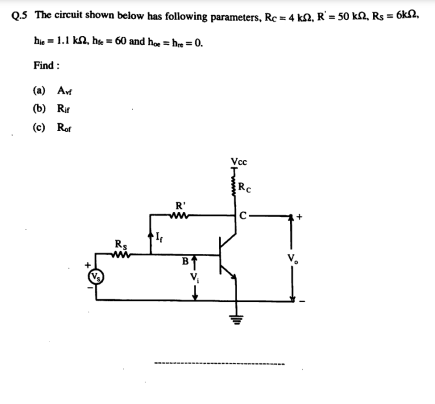 Q.5 The circuit shown below has following parameters, Rc = 4 kΩ, R' = 50 kΩ, Rs = 6kΩ,
hie = 1.1 kΩ, hfe = 60 and hoe = hre = 0.
Find :
(a) Avf
(b) Rif
(c) Rof
Vcc
Rc
R'
C
+
If
Rs
B
Vo
+
Vs
Vi
-
-